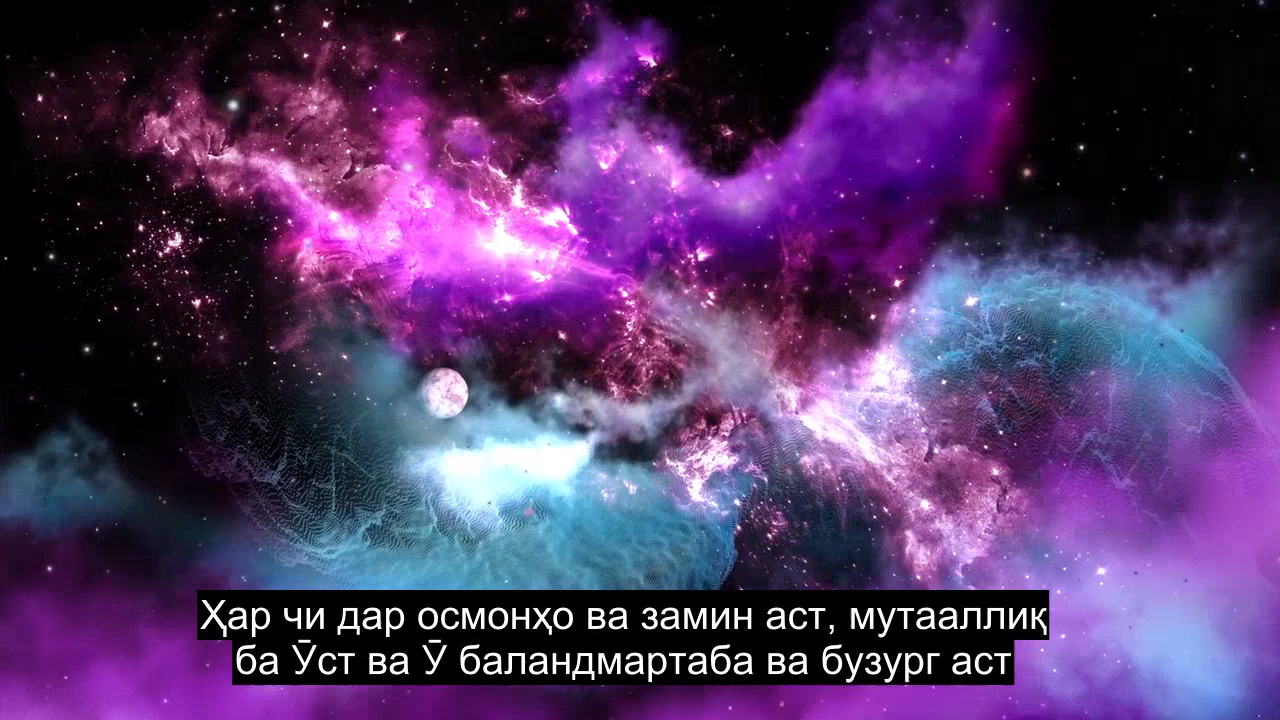 Ҳар чи дар осмонҳо ва замин аст, мутааллиқ
ба Ӯст ва Ӯ баландмартаба ва бузург аст